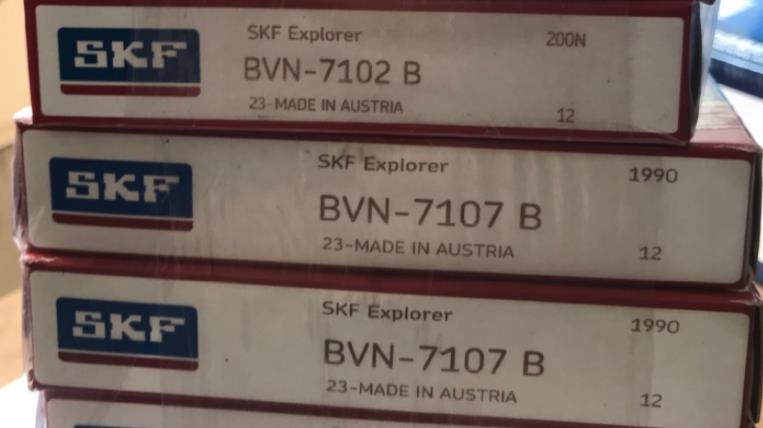 SKF
SKF Explorer 200N
BVN-7102 B
23-MADE IN AUSTRIA 12
SKF
SKF Explorer 1990
BVN-7107 B
23-MADE IN AUSTRIA 12
SKF
SKF Explorer 1990
BVN-7107 B
23-MADE IN AUSTRIA 12